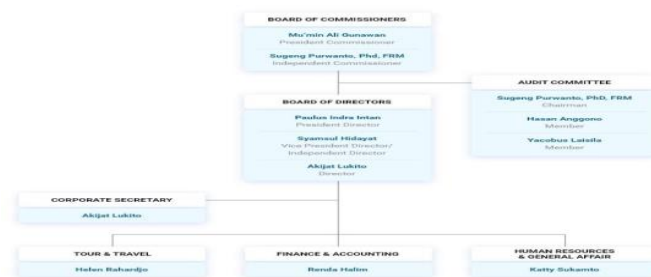 BOARD OF COMMISSIONERS
Mu'min Ali Gunawan
President Commissioner
Sugeng Purwanto, Phd, FRM
Independent Commissioner
AUDIT COMMITTEE
Sugeng Purwanto, PhD, FRM
Chairman
Hasan Anggono
Member
Yacobus Laisila
Member
BOARD OF DIRECTORS
Paulus Indra Intan
President Director
Syamsul Hidayat
Vice President Director/
Independent Director
Akijat Lukito
Director
CORPORATE SECRETARY
Akijat Lukito
TOUR & TRAVEL
Helen Rahardjo
FINANCE & ACCOUNTING
Renda Halim
HUMAN RESOURCES
& GENERAL AFFAIR
Katty Sukamto